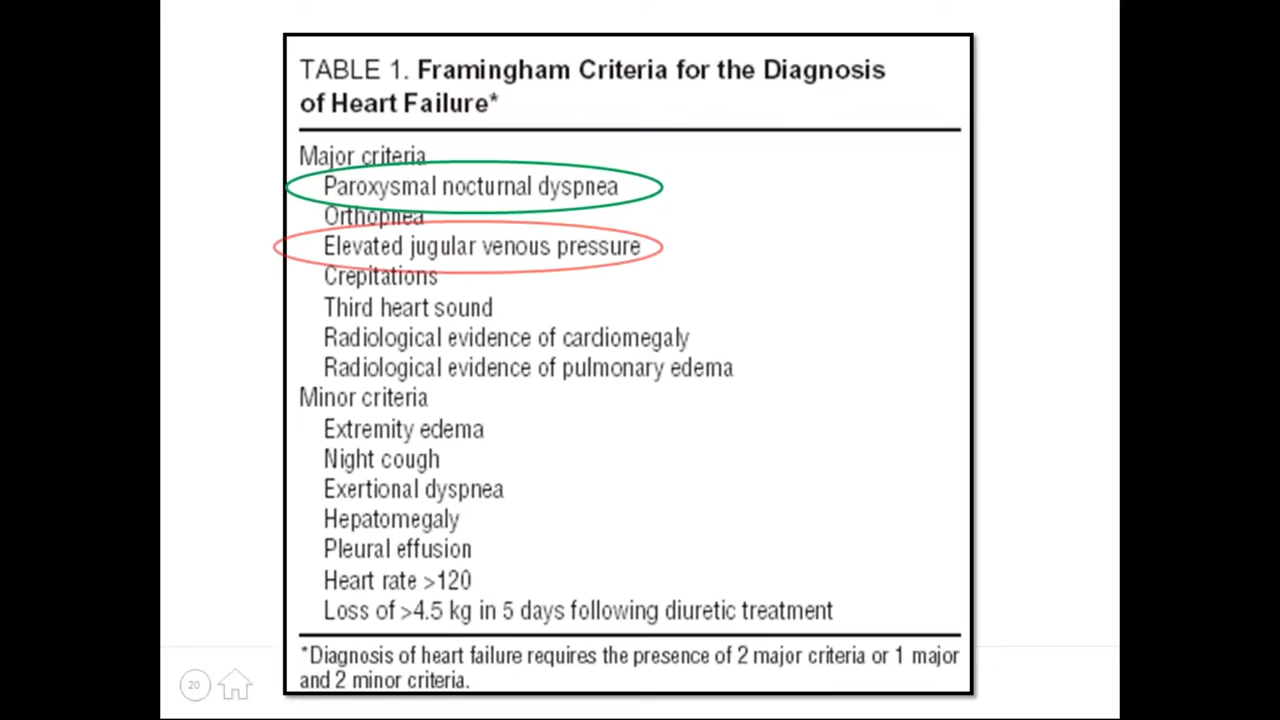 TABLE 1. Framingham Criteria for the Diagnosis
of Heart Failure*
Major criteria
Paroxysmal nocturnal dyspnea
Orthopnea
Elevated jugular venous pressure
Crepitations
Third heart sound
Radiological evidence of cardiomegaly
Radiological evidence of pulmonary edema
Minor criteria
Extremity edema
Night cough
Exertional dyspnea
Hepatomegaly
Pleural effusion
Heart rate >120
Loss of >4.5 kg in 5 days following diuretic treatment
*Diagnosis of heart failure requires the presence of 2 major criteria or 1 major
and 2 minor criteria.
20